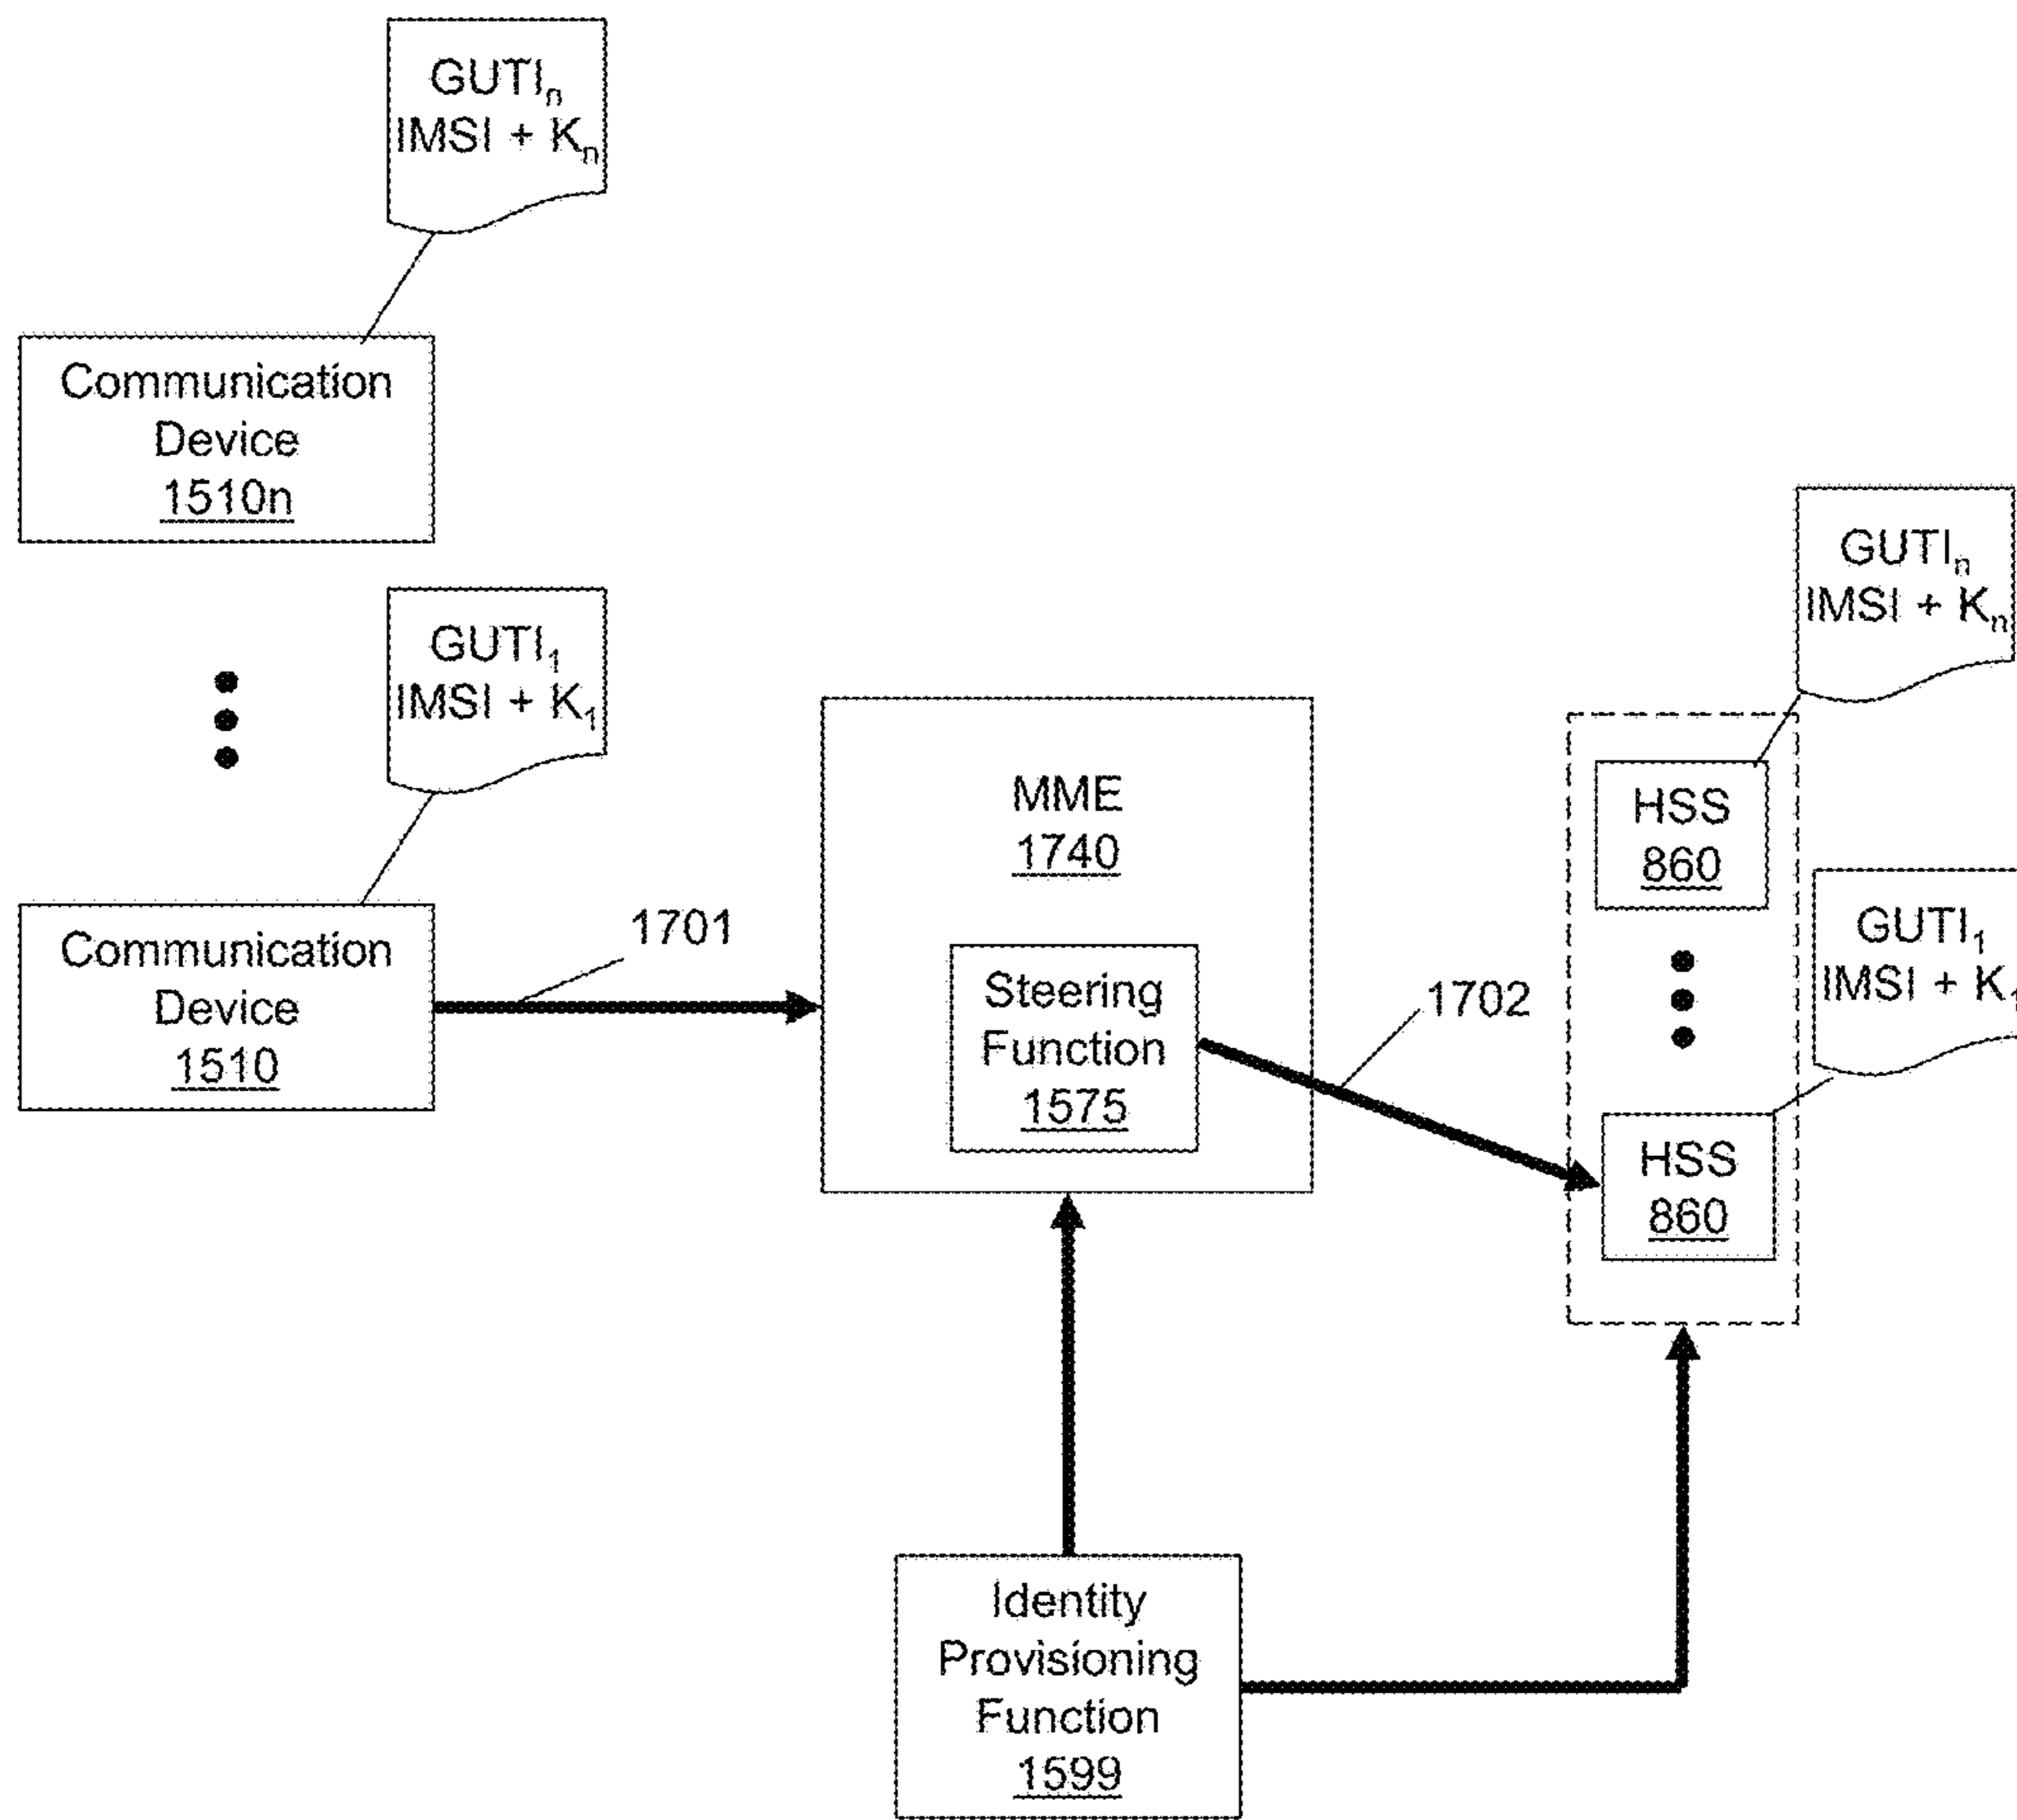 GUTIn
IMSI + Kn
Communication
Device
1510n
GUTI1
IMSI + K1
Communication
Device
1510
1701
MME
1740
Steering
Function
1575
1702
GUTIn
IMSI + Kn
HSS
860
GUTI1
IMSI + K1
HSS
860
Identity
Provisioning
Function
1599